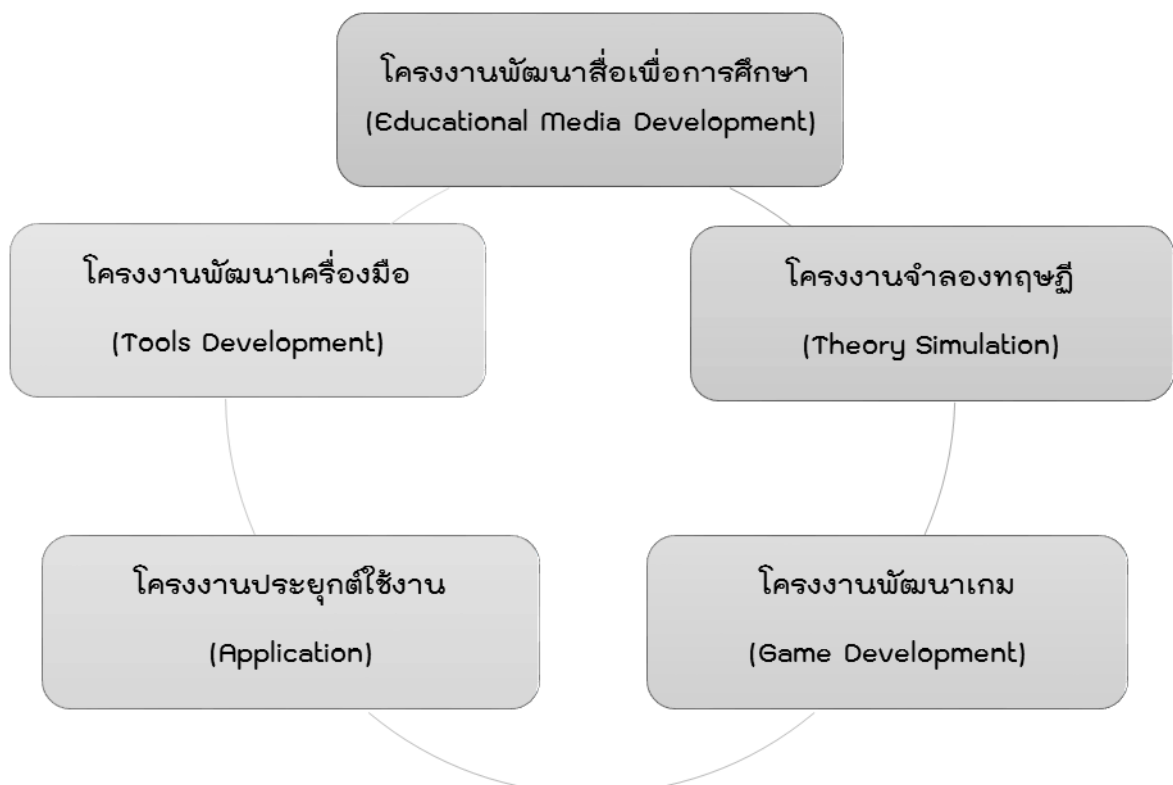 โครงงานพัฒนาสื่อเพื่อการศึกษา
(Educational Media Development)
โครงงานพัฒนาเครื่องมือ
(Tools Development)
โครงงานจำลองทฤษฎี
(Theory Simulation)
โครงงานประยุกต์ใช้งาน
(Application)
โครงงานพัฒนาเกม
(Game Development)